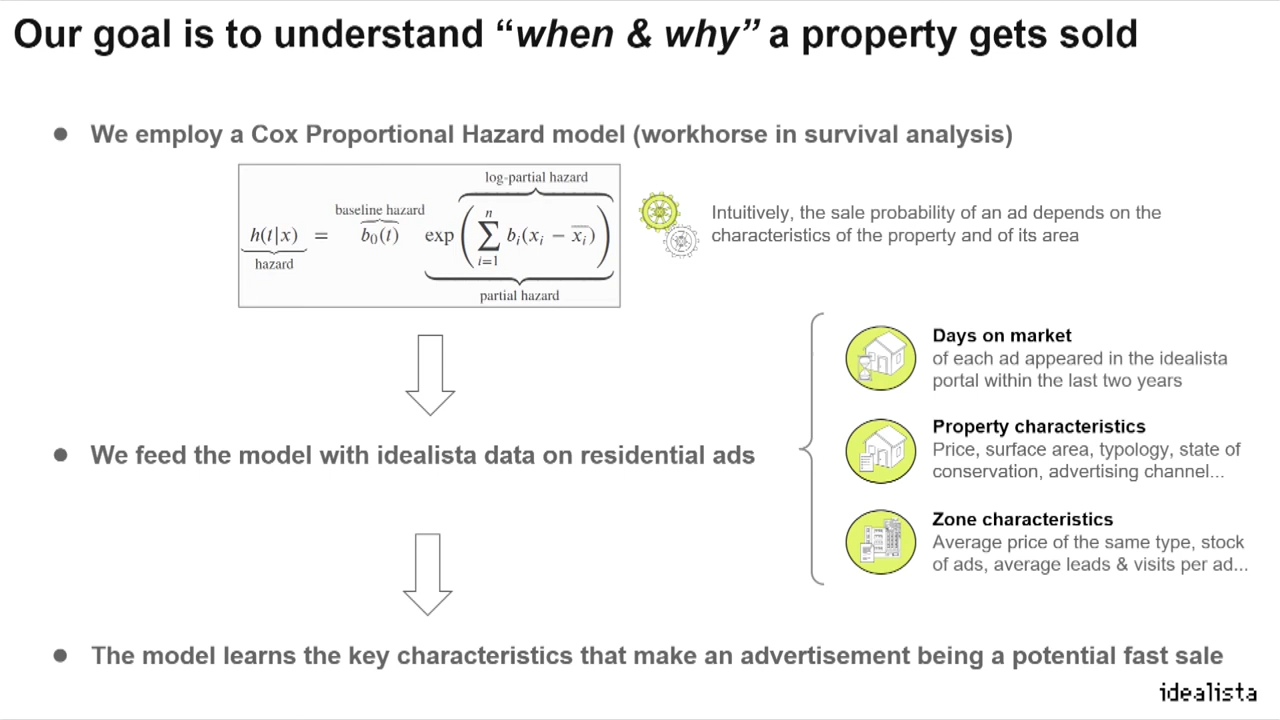 Our goal is to understand “when & why” a property gets sold
● We employ a Cox Proportional Hazard model (workhorse in survival analysis)
log-partial hazard
baseline hazard
h(t|x) = b₀(t) exp ( ∑ᵢ₌₁ⁿ bᵢ(xᵢ − x̅ᵢ) )
hazard
partial hazard
Intuitively, the sale probability of an ad depends on the
characteristics of the property and of its area
Days on market
of each ad appeared in the idealista
portal within the last two years
● We feed the model with idealista data on residential ads
Property characteristics
Price, surface area, typology, state of
conservation, advertising channel...
Zone characteristics
Average price of the same type, stock
of ads, average leads & visits per ad...
● The model learns the key characteristics that make an advertisement being a potential fast sale
idealista